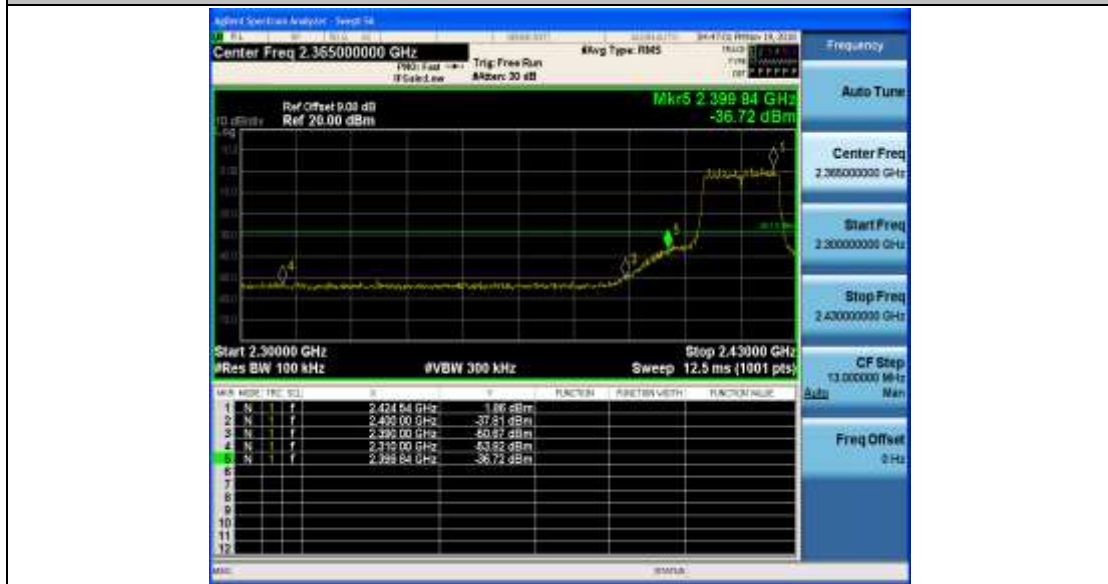 Agilent Spectrum Analyzer - Swept SA
Center Freq 2.365000000 GHz
PNO: Fast
IFGain:Low
Trig: Free Run
#Atten: 30 dB
#Avg Type: RMS
Frequency
Mkr5 2.399 84 GHz
-36.72 dBm
Ref Offset 9.00 dB
Ref 20.00 dBm
10 dB/div
Log
Auto Tune
Center Freq
2.365000000 GHz
Start Freq
2.300000000 GHz
Stop Freq
2.430000000 GHz
CF Step
13.000000 MHz
Auto Man
Freq Offset
0 Hz
1
4
3
5
Start 2.30000 GHz
Stop 2.43000 GHz
#Res BW 100 kHz
#VBW 300 kHz
Sweep 12.5 ms (1001 pts)
MKR MODE TRC SCL X Y FUNCTION FUNCTION WIDTH FUNCTION VALUE
1 N 1 f 2.424 54 GHz 1.86 dBm
2 N 1 f 2.400 00 GHz -37.81 dBm
3 N 1 f 2.390 00 GHz
4 N 1 f 2.310 00 GHz -53.82 dBm
5 N 1 f 2.399 84 GHz -36.72 dBm
6
7
8
9
10
11
12
MSG
STATUS